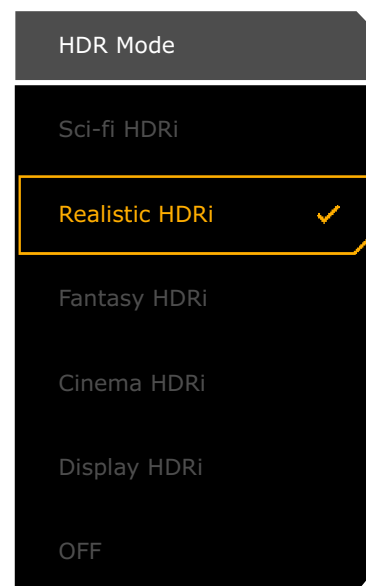 HDR Mode
Sci-fi HDRi
Realistic HDRi
Fantasy HDRi
Cinema HDRi
Display HDRi
OFF